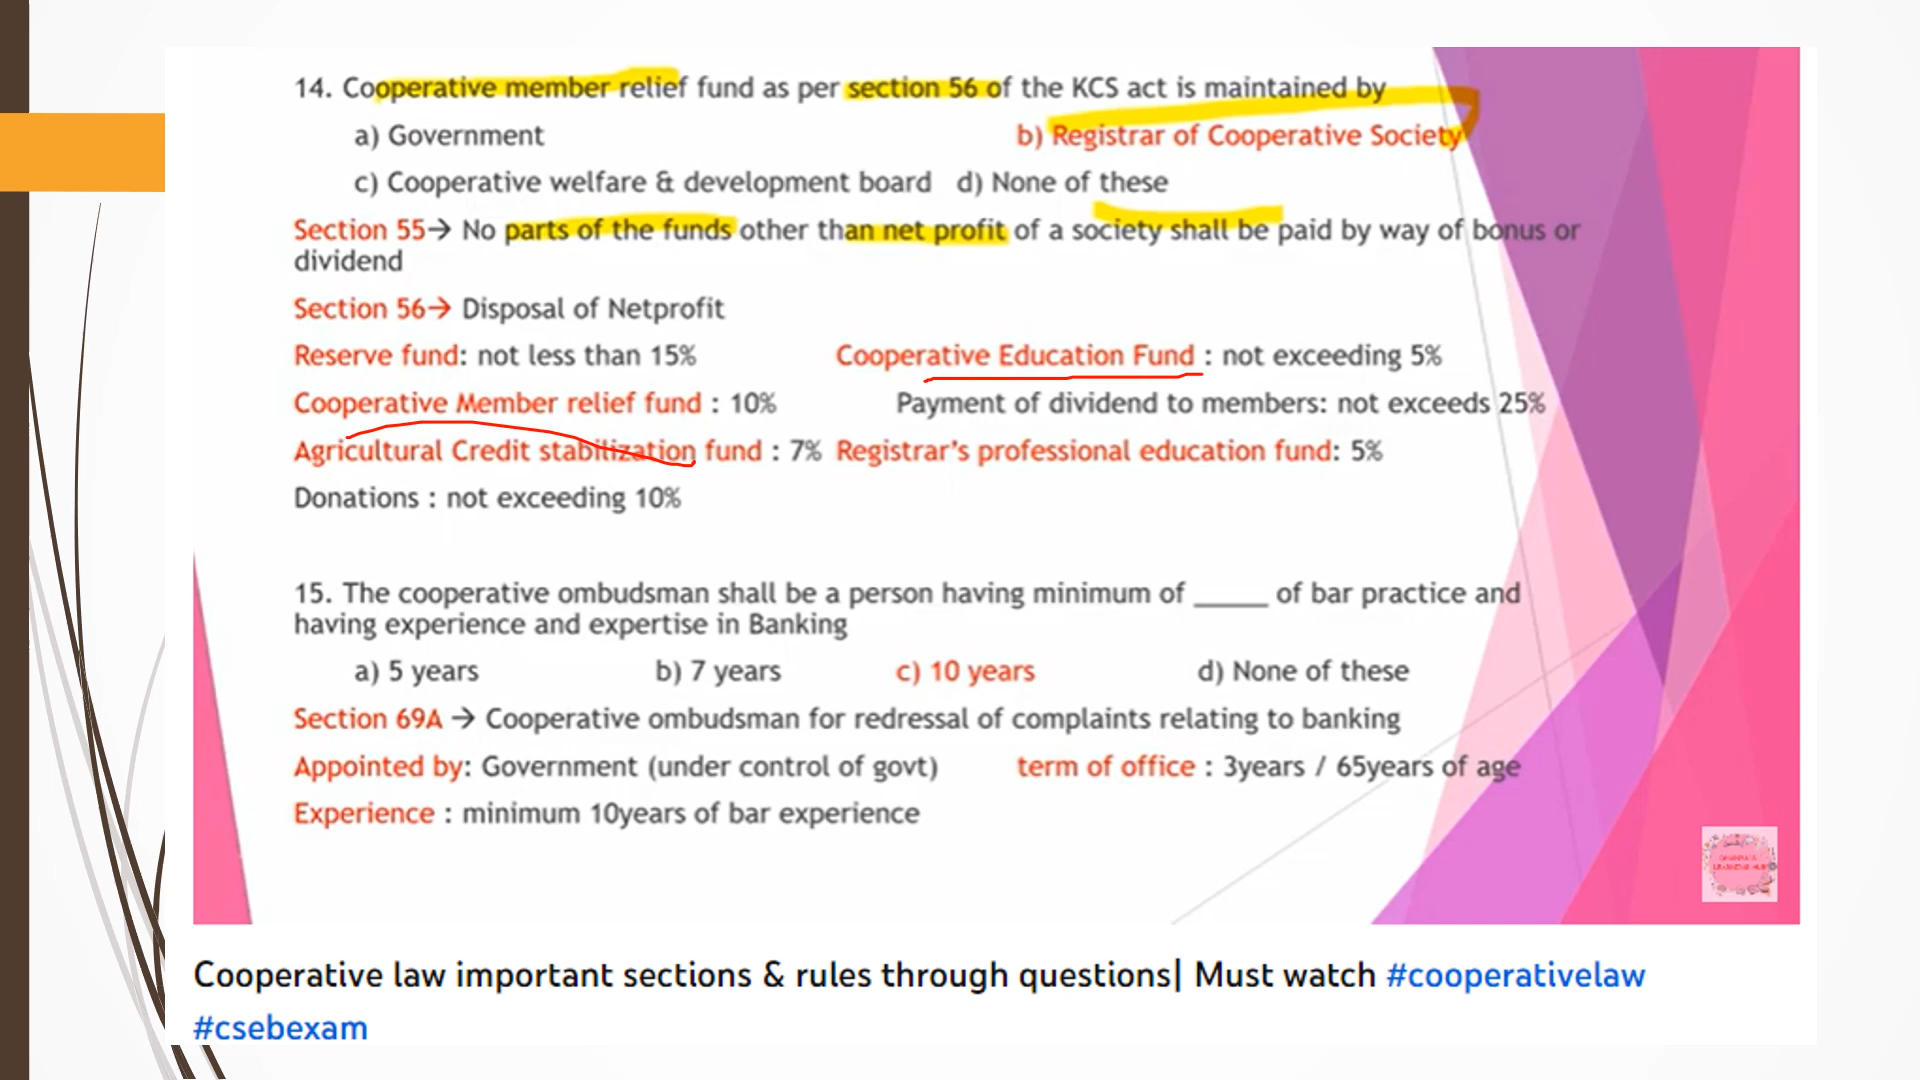 14. Cooperative member relief fund as per section 56 of the KCS act is maintained by
a) Government b) Registrar of Cooperative Society
c) Cooperative welfare & development board d) None of these
Section 55→ No parts of the funds other than net profit of a society shall be paid by way of bonus or
dividend
Section 56→ Disposal of Netprofit
Reserve fund: not less than 15% Cooperative Education Fund : not exceeding 5%
Cooperative Member relief fund : 10% Payment of dividend to members: not exceeds 25%
Agricultural Credit stabilization fund : 7% Registrar's professional education fund: 5%
Donations : not exceeding 10%
15. The cooperative ombudsman shall be a person having minimum of _____ of bar practice and
having experience and expertise in Banking
a) 5 years b) 7 years c) 10 years d) None of these
Section 69A → Cooperative ombudsman for redressal of complaints relating to banking
Appointed by: Government (under control of govt) term of office : 3years / 65years of age
Experience : minimum 10years of bar experience
Cooperative law important sections & rules through questions| Must watch #cooperativelaw
#csebexam